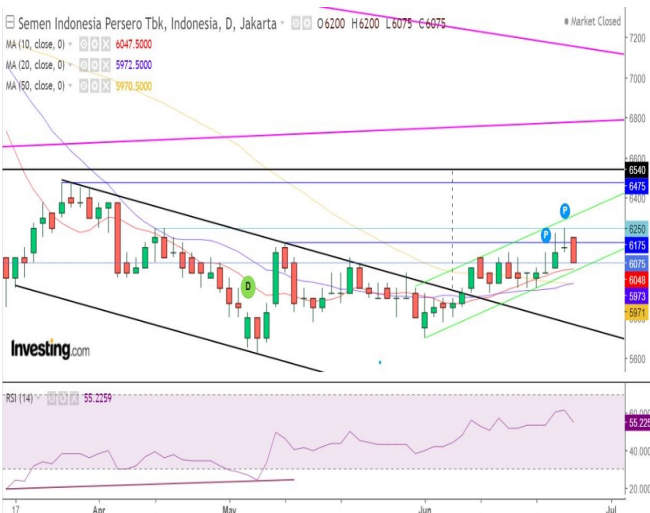 Semen Indonesia Persero Tbk, Indonesia, D, Jakarta O6200 H6200 L6075 C6075
Market Closed
MA (10, close, 0) 6047.5000
MA (20, close, 0) 5972.5000
MA (50, close, 0) 5970.5000
7200
7000
6800
6600
6540
6475
6400
6250
6175
6075
6048
5973
5971
5800
5600
P
P
D
Investing.com
RSI (14) 55.2259
60.000
55.225
40.000
20.000
17 Apr May Jun Jul